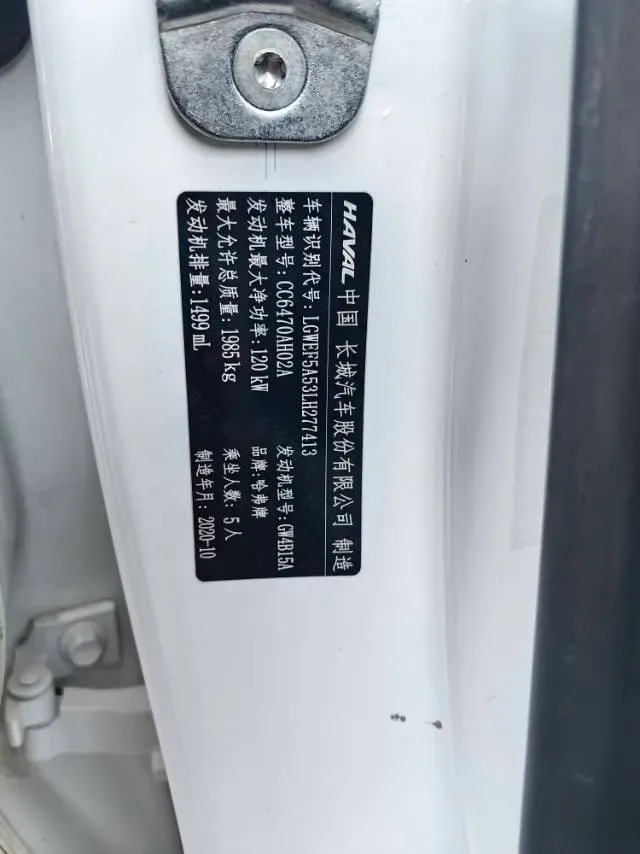 HAVAL 中国 长城汽车股份有限公司 制造
车辆识别代号: LGWEF5A53LH277413
整车型号: CC6470AH02A 发动机型号: GW4B15A
发动机最大净功率: 120 kW 品牌: 哈弗牌
最大允许总质量: 1985 kg 乘坐人数: 5 人
发动机排量: 1499 mL 制造年月: 2020-10